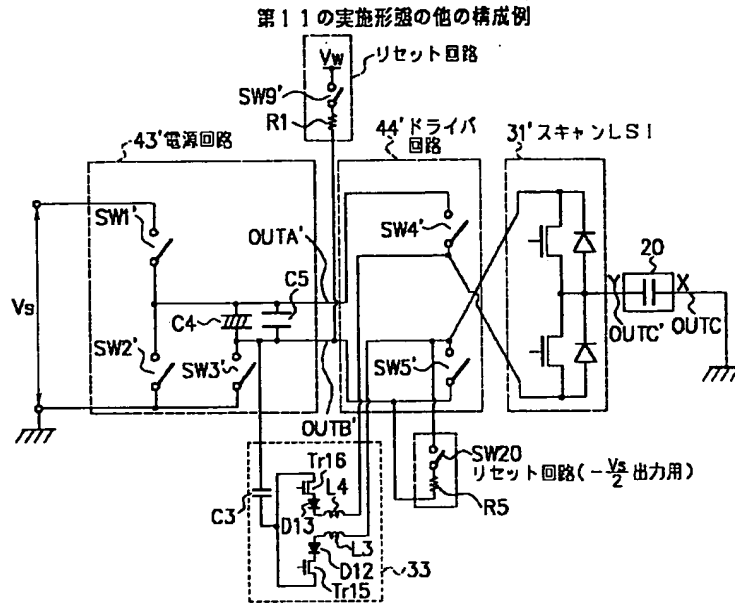 第11の実施形態の他の構成例
リセット回路
Vw
SW9'
R1
43'電源回路
44'ドライバ
回路
31'スキャンLSI
SW1'
OUTA'
SW4'
20
C5
Vs
C4
Y
X
OUTC'
OUTC
SW2'
SW3'
SW5'
OUTB'
Tr16
SW20
リセット回路(-Vs/2出力用)
L4
C3
R5
D13
L3
D12
33
Tr15